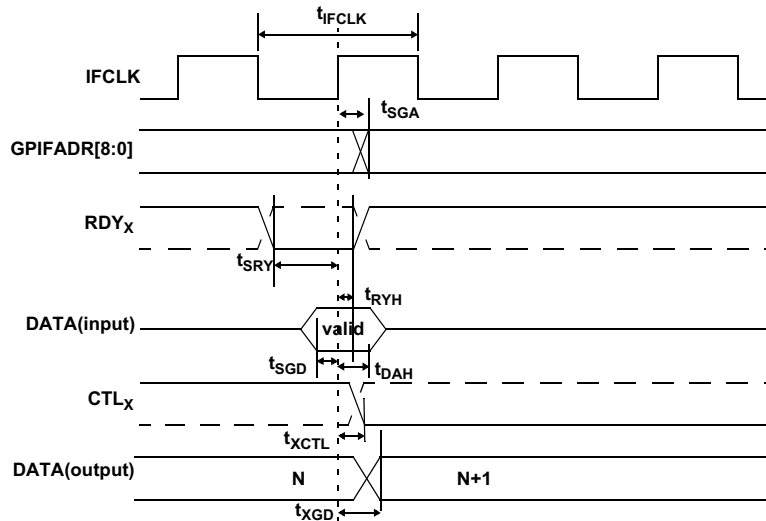 tIFCLK
IFCLK
tSGA
GPIFADR[8:0]
RDYX
tSRY
tRYH
DATA(input)
valid
tSGD
tDAH
CTLX
tXCTL
DATA(output)
N
N+1
tXGD